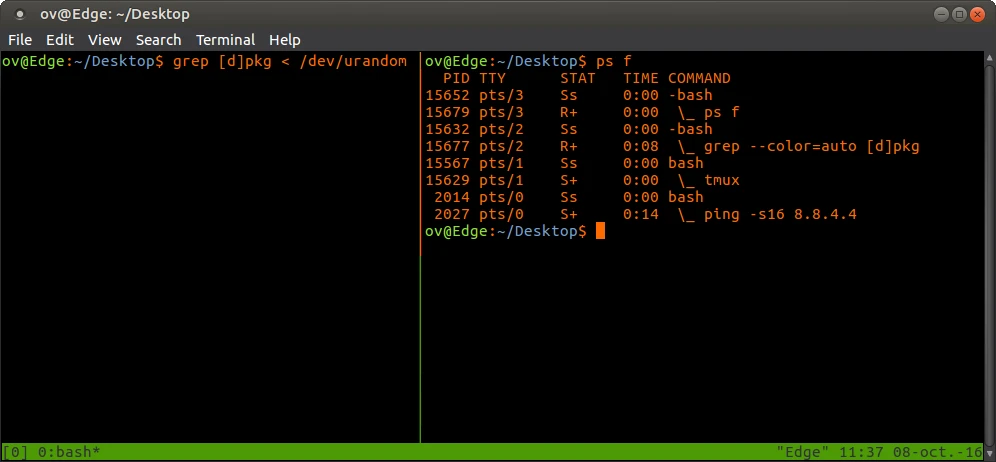 ov@Edge: ~/Desktop
File Edit View Search Terminal Help
ov@Edge:~/Desktop$ grep [d]pkg < /dev/urandom
ov@Edge:~/Desktop$ ps f
  PID TTY      STAT   TIME COMMAND
15652 pts/3    Ss     0:00 -bash
15679 pts/3    R+     0:00  \_ ps f
15632 pts/2    Ss     0:00 -bash
15677 pts/2    R+     0:08  \_ grep --color=auto [d]pkg
15567 pts/1    Ss     0:00 bash
15629 pts/1    S+     0:00  \_ tmux
 2014 pts/0    Ss     0:00 bash
 2027 pts/0    S+     0:14  \_ ping -s16 8.8.4.4
ov@Edge:~/Desktop$
[0] 0:bash* "Edge" 11:37 08-oct.-16